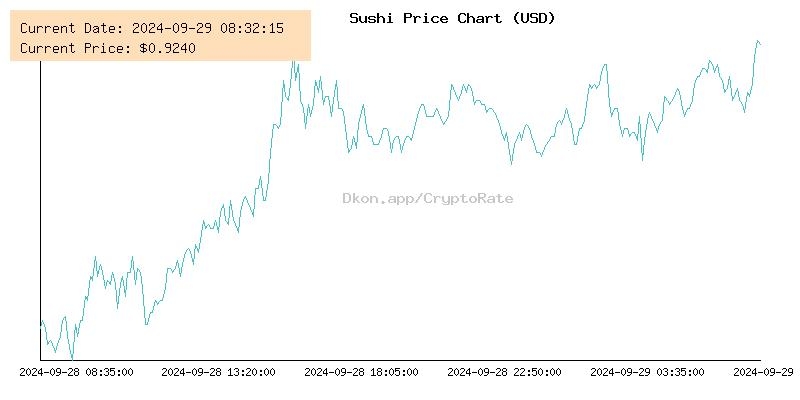 Sushi Price Chart (USD)
Current Date: 2024-09-29 08:32:15
Current Price: $0.9240
Dkon.app/CryptoRate
2024-09-28 08:35:00 2024-09-28 13:20:00 2024-09-28 18:05:00 2024-09-28 22:50:00 2024-09-29 03:35:00 2024-09-29